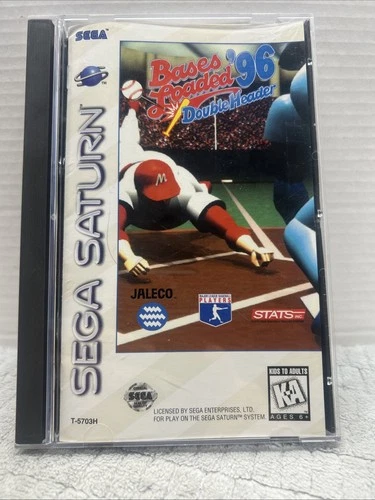 SEGA
SEGA SATURN
Bases
Loaded '96
Double Header
M
JALECO
PLAYERS
STATS INC
SEGA
T-5703H
LICENSED BY SEGA ENTERPRISES, LTD.
FOR PLAY ON THE SEGA SATURN™ SYSTEM.
KIDS TO ADULTS
K-A
AGES 6+